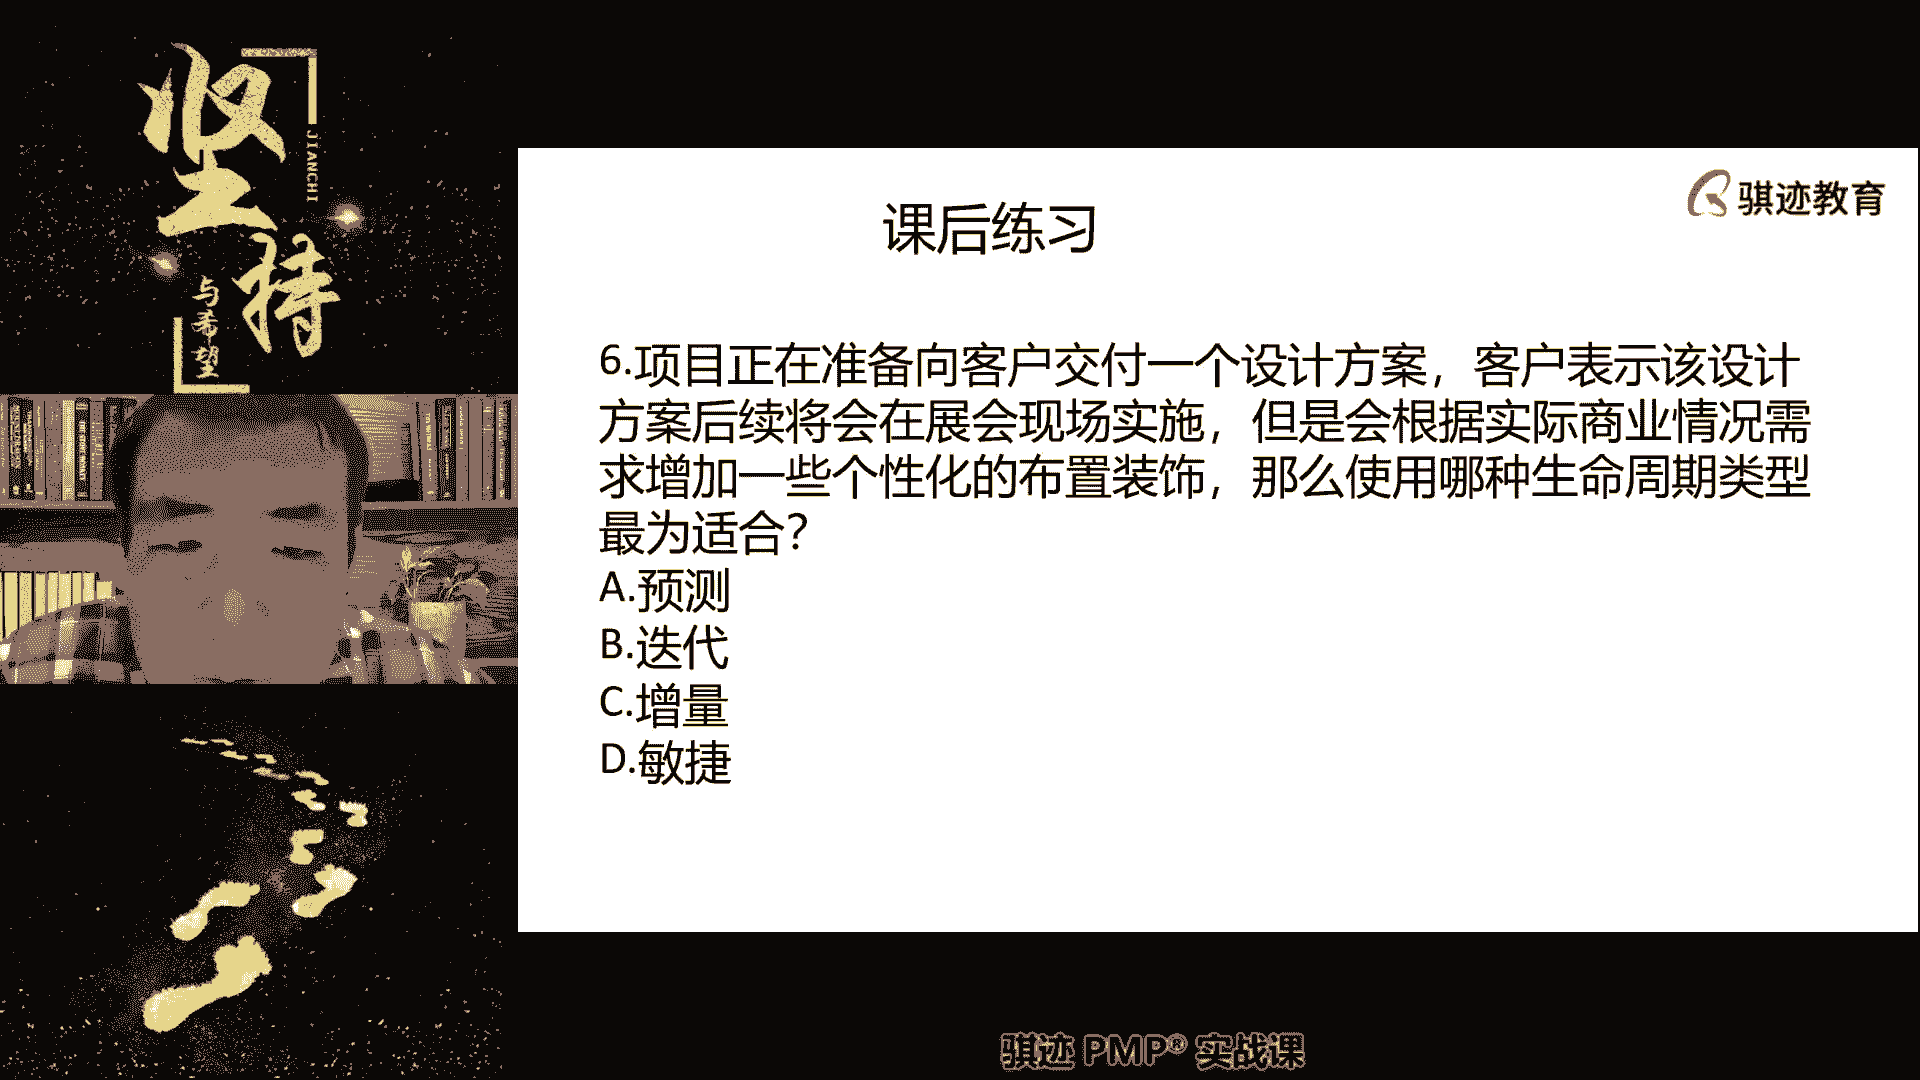 坚持
JIANCHI
与希望
骐迹教育
课后练习
6.项目正在准备向客户交付一个设计方案，客户表示该设计
方案后续将会在展会现场实施，但是会根据实际商业情况需
求增加一些个性化的布置装饰，那么使用哪种生命周期类型
最为适合？
A.预测
B.迭代
C.增量
D.敏捷
骐迹 PMP® 实战课